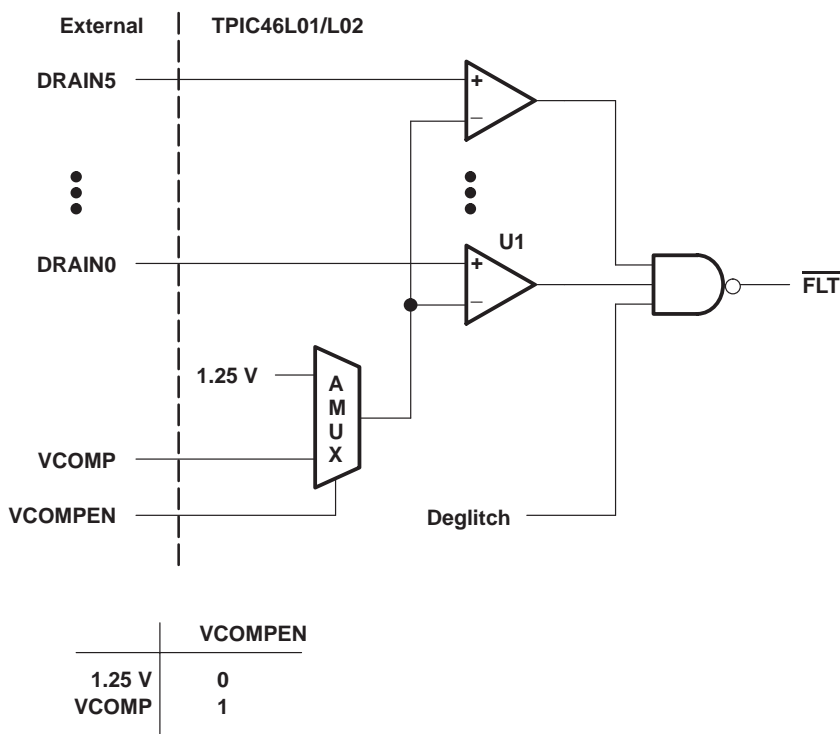 External TPIC46L01/L02
DRAIN5
+
–
U1
DRAIN0
+
–
FLT
1.25 V
A
M
U
X
VCOMP
VCOMPEN
Deglitch
VCOMPEN
1.25 V 0
VCOMP 1